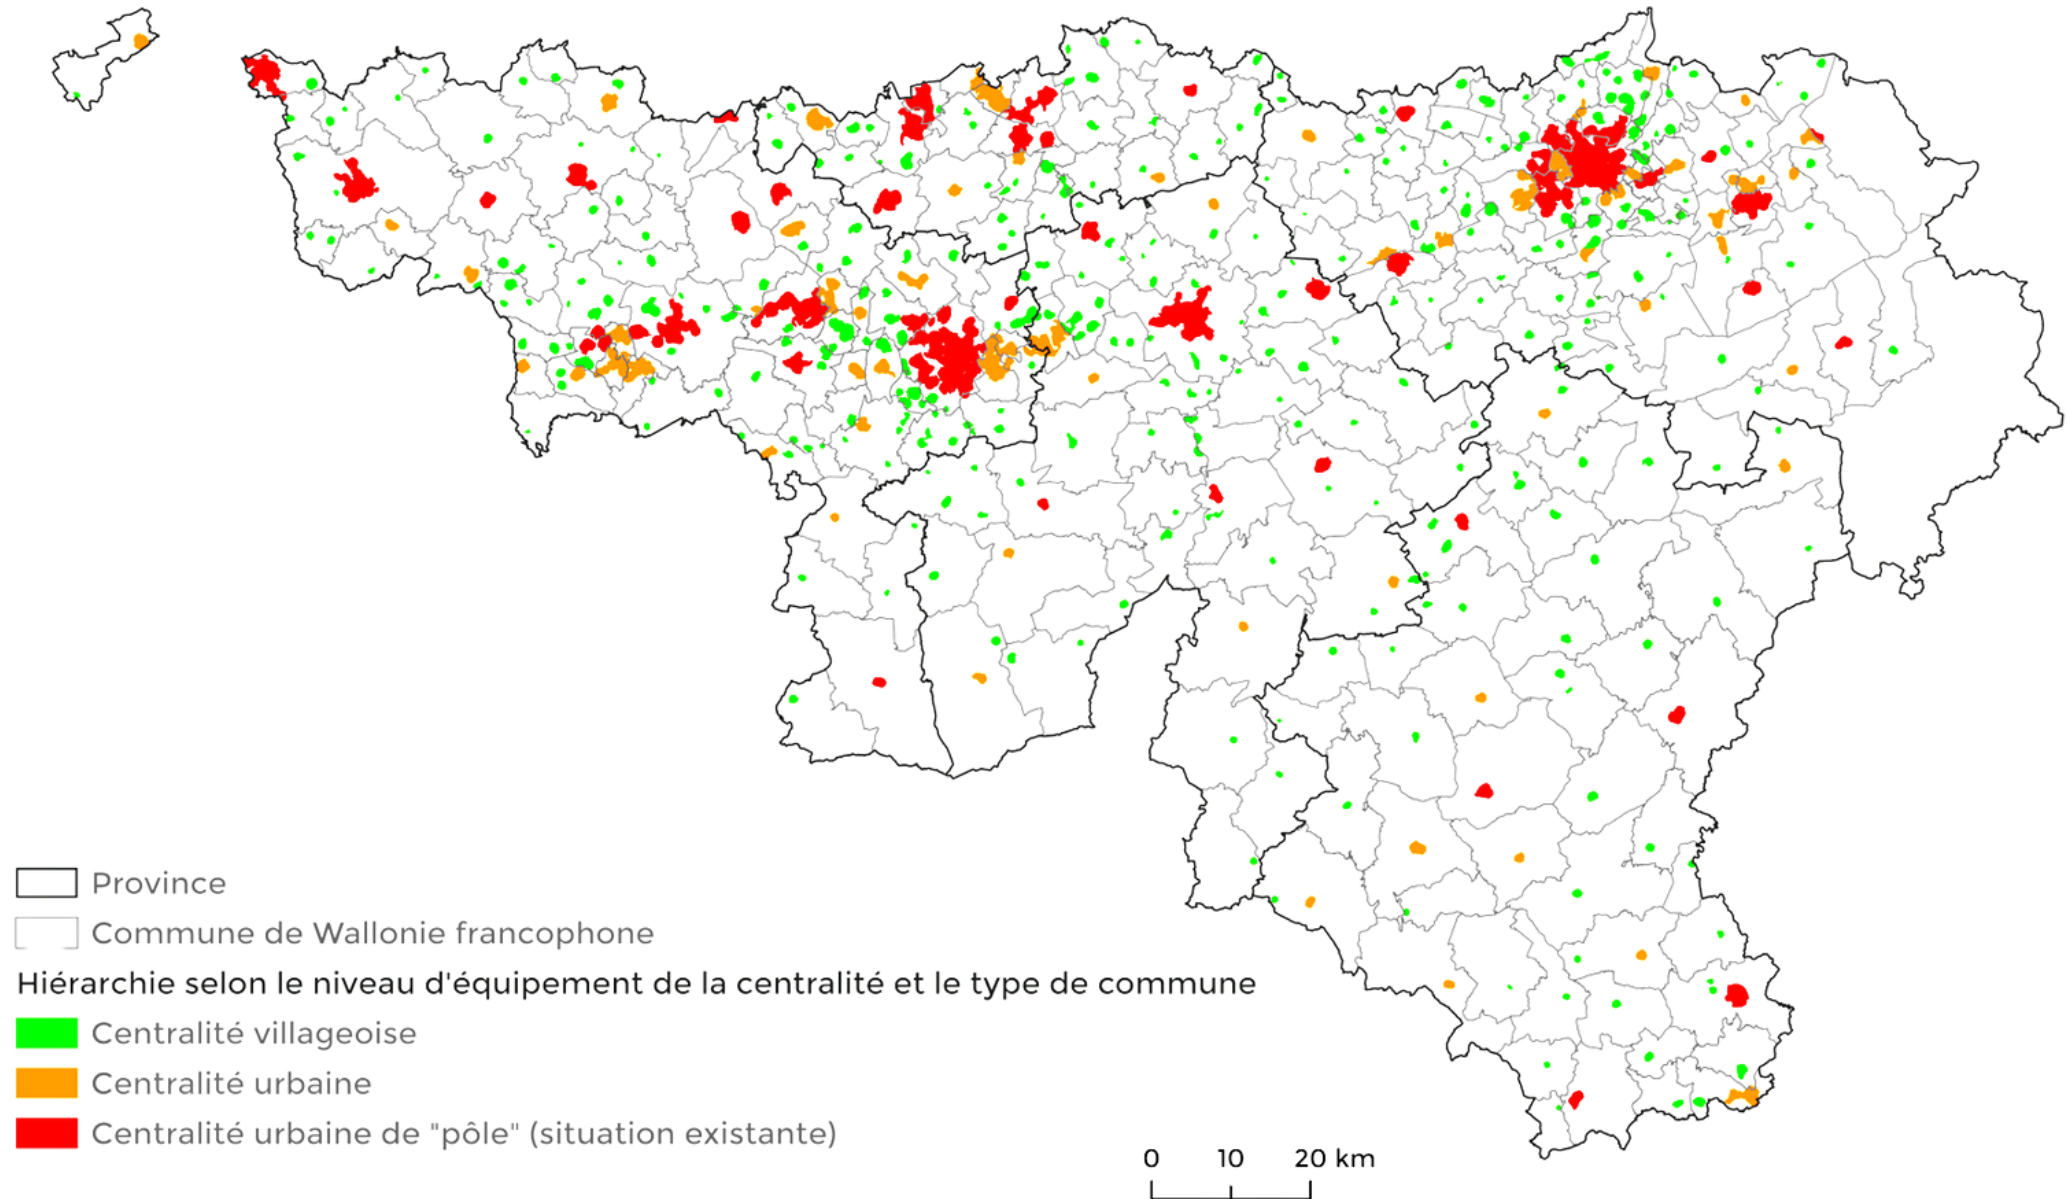 Province
Commune de Wallonie francophone
Hiérarchie selon le niveau d'équipement de la centralité et le type de commune
Centralité villageoise
Centralité urbaine
Centralité urbaine de "pôle" (situation existante)
0 10 20 km